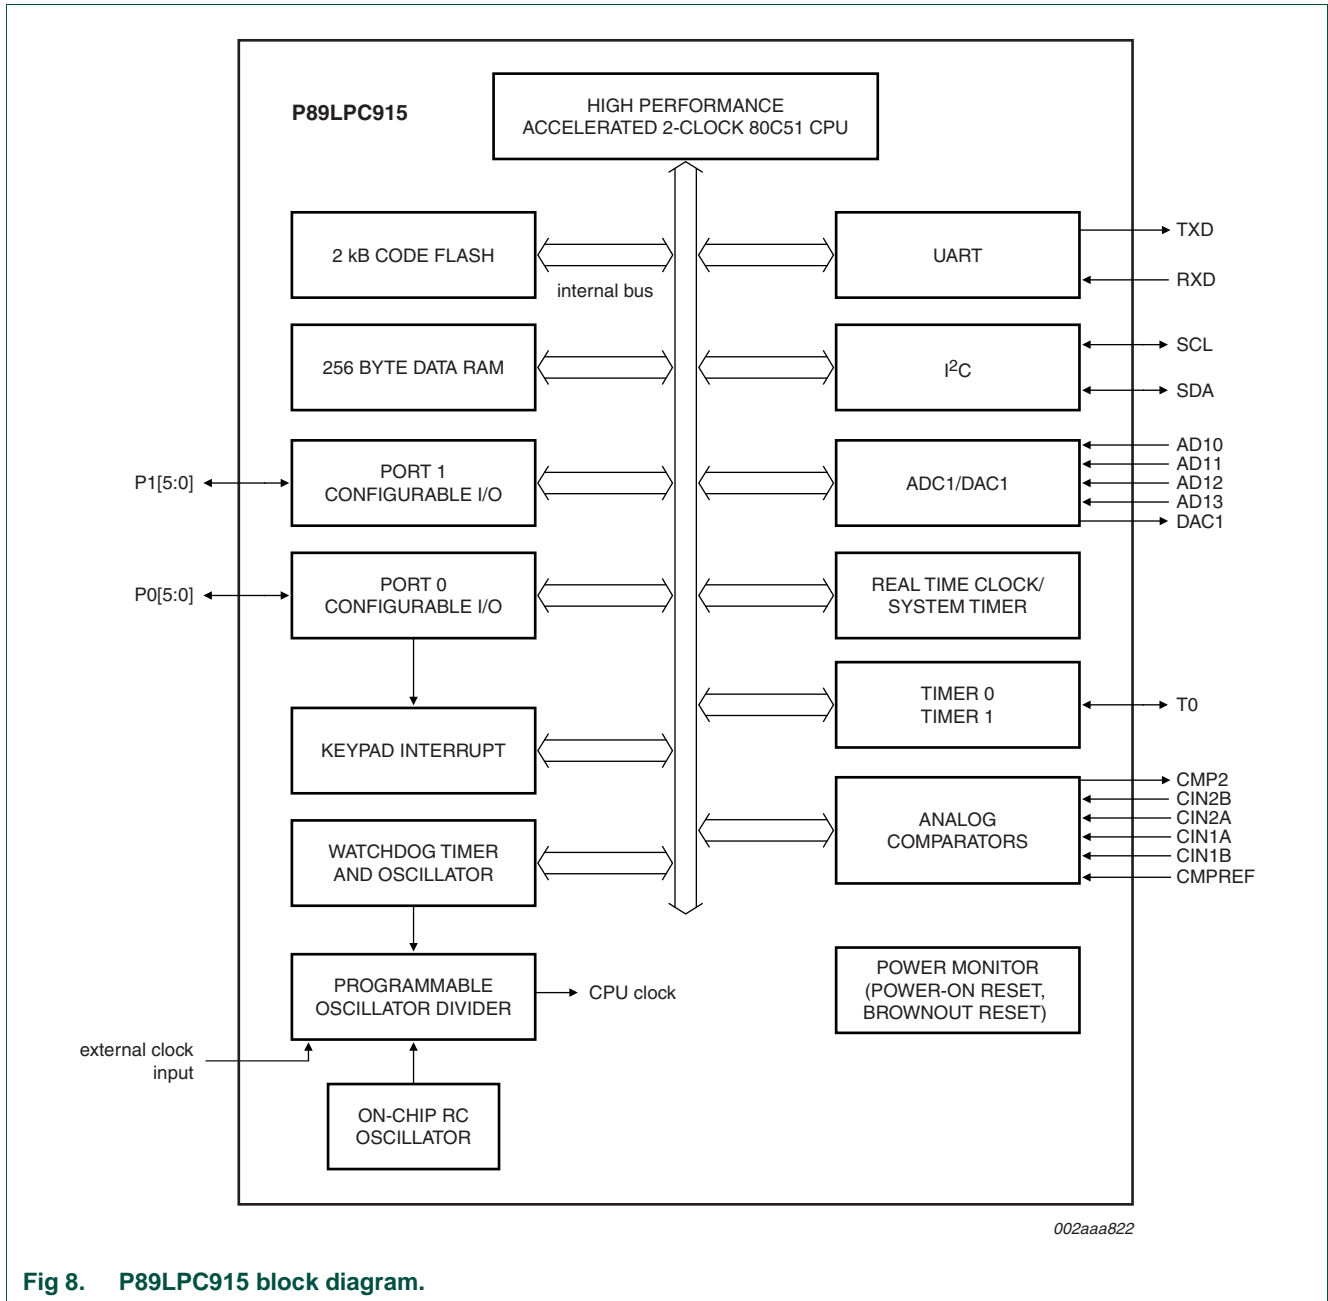 P89LPC915
HIGH PERFORMANCE
ACCELERATED 2-CLOCK 80C51 CPU
2 kB CODE FLASH
internal bus
256 BYTE DATA RAM
P1[5:0]
PORT 1
CONFIGURABLE I/O
P0[5:0]
PORT 0
CONFIGURABLE I/O
KEYPAD INTERRUPT
WATCHDOG TIMER
AND OSCILLATOR
PROGRAMMABLE
OSCILLATOR DIVIDER
CPU clock
external clock
input
ON-CHIP RC
OSCILLATOR
UART
TXD
RXD
I²C
SCL
SDA
ADC1/DAC1
AD10
AD11
AD12
AD13
DAC1
REAL TIME CLOCK/
SYSTEM TIMER
TIMER 0
TIMER 1
T0
ANALOG
COMPARATORS
CMP2
CIN2B
CIN2A
CIN1A
CIN1B
CMPREF
POWER MONITOR
(POWER-ON RESET,
BROWNOUT RESET)
002aaa822
Fig 8. P89LPC915 block diagram.